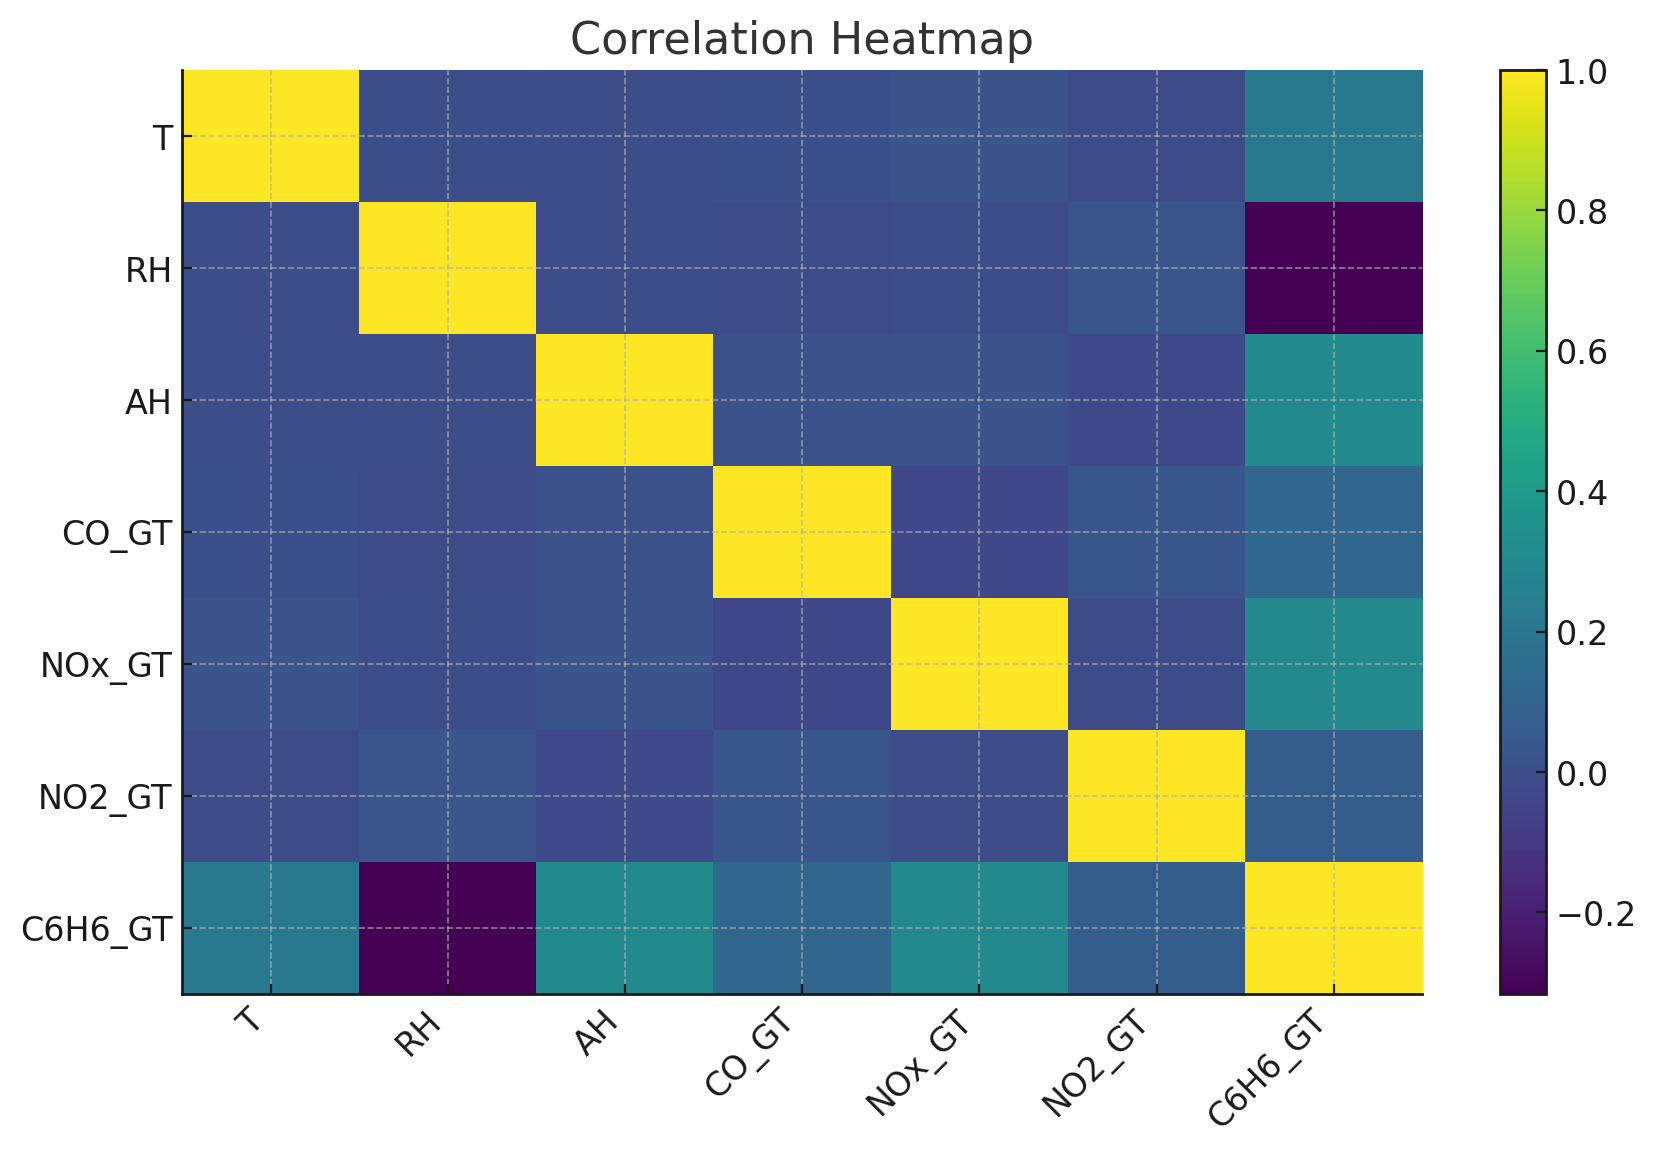 Correlation Heatmap
T
RH
AH
CO_GT
NOx_GT
NO2_GT
C6H6_GT
T
RH
AH
CO_GT
NOx_GT
NO2_GT
C6H6_GT
1.0
0.8
0.6
0.4
0.2
0.0
−0.2